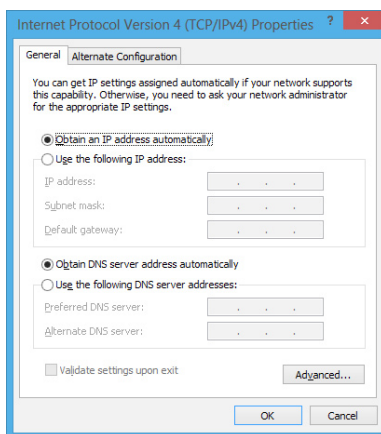 Internet Protocol Version 4 (TCP/IPv4) Properties ? ×
General Alternate Configuration
You can get IP settings assigned automatically if your network supports
this capability. Otherwise, you need to ask your network administrator
for the appropriate IP settings.
Obtain an IP address automatically
Use the following IP address:
IP address:
Subnet mask:
Default gateway:
Obtain DNS server address automatically
Use the following DNS server addresses:
Preferred DNS server:
Alternate DNS server:
Validate settings upon exit
Advanced...
OK Cancel